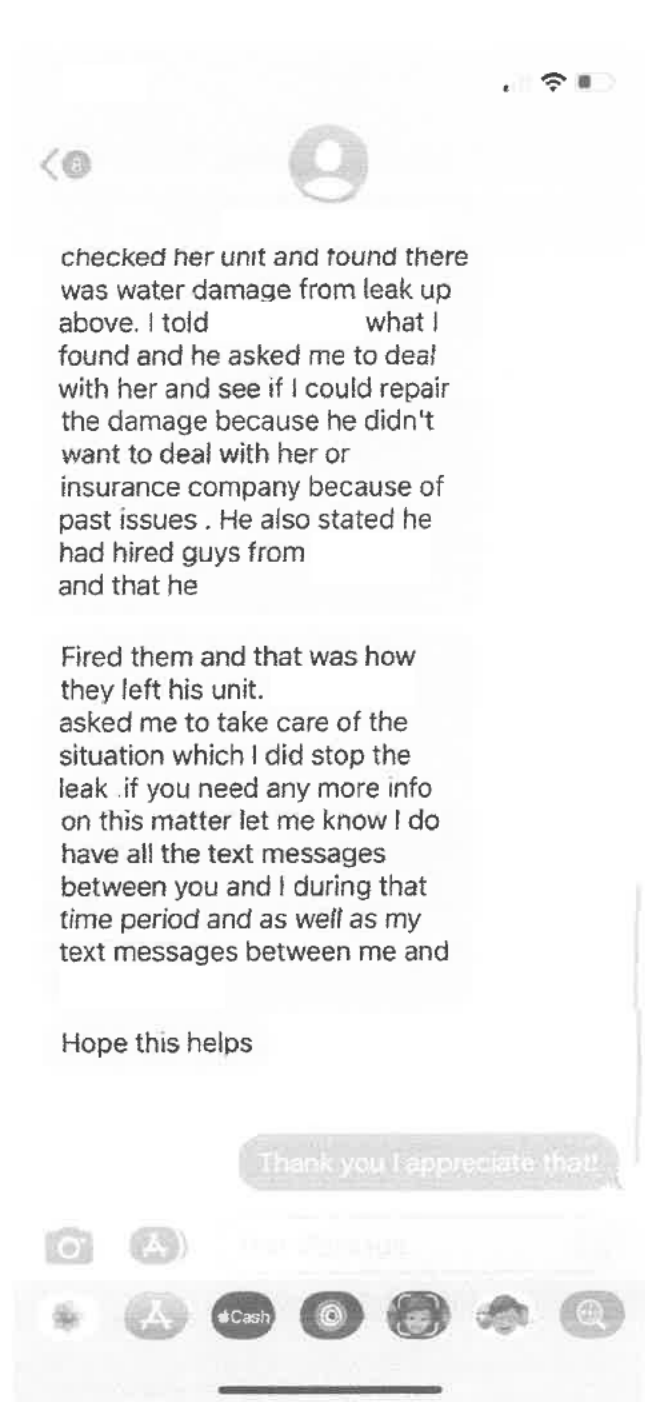 8
checked her unit and found there
was water damage from leak up
above. I told what I
found and he asked me to deal
with her and see if I could repair
the damage because he didn't
want to deal with her or
insurance company because of
past issues . He also stated he
had hired guys from
and that he
Fired them and that was how
they left his unit.
asked me to take care of the
situation which I did stop the
leak .if you need any more info
on this matter let me know I do
have all the text messages
between you and I during that
time period and as well as my
text messages between me and
Hope this helps
Thank you I appreciate that!
Cash